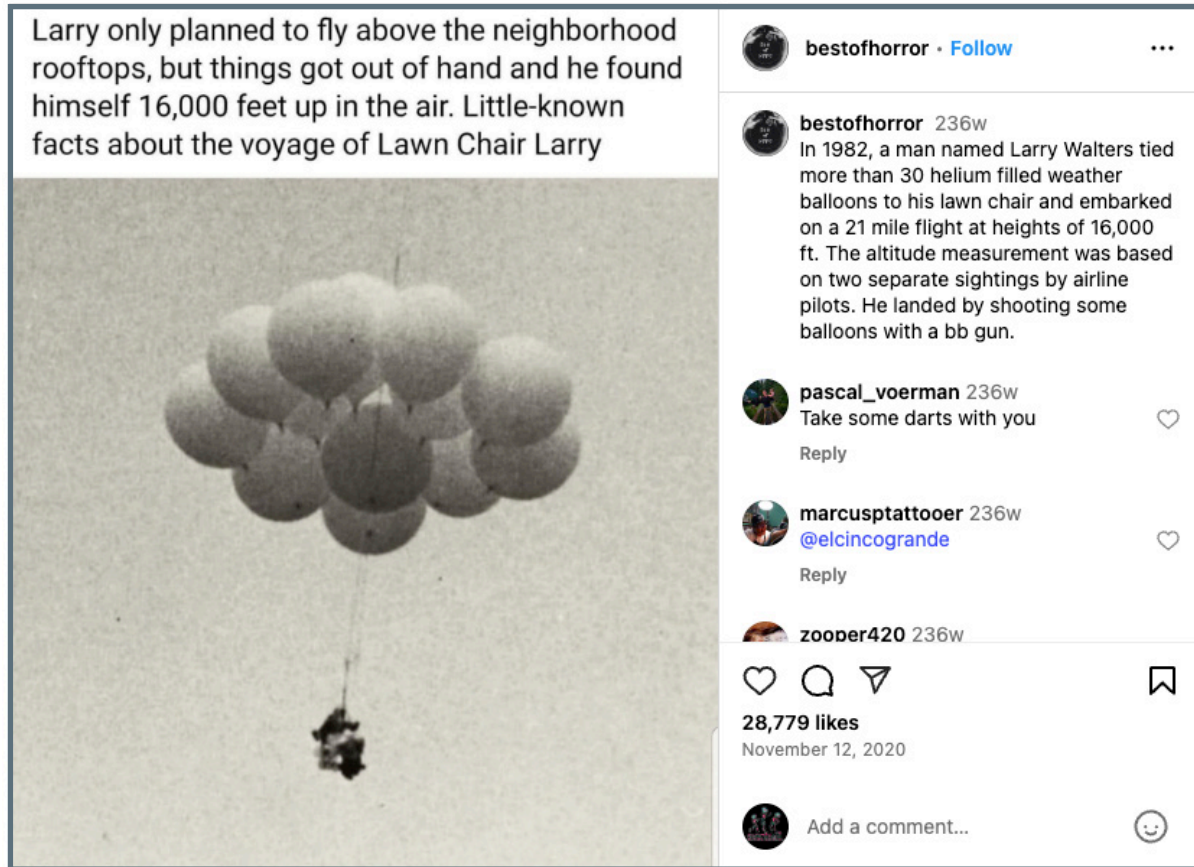 Larry only planned to fly above the neighborhood
rooftops, but things got out of hand and he found
himself 16,000 feet up in the air. Little-known
facts about the voyage of Lawn Chair Larry
bestofhorror • Follow
bestofhorror 236w
In 1982, a man named Larry Walters tied
more than 30 helium filled weather
balloons to his lawn chair and embarked
on a 21 mile flight at heights of 16,000
ft. The altitude measurement was based
on two separate sightings by airline
pilots. He landed by shooting some
balloons with a bb gun.
pascal_voerman 236w
Take some darts with you
Reply
marcusptattooer 236w
@elcincogrande
Reply
zooper420 236w
28,779 likes
November 12, 2020
Add a comment...